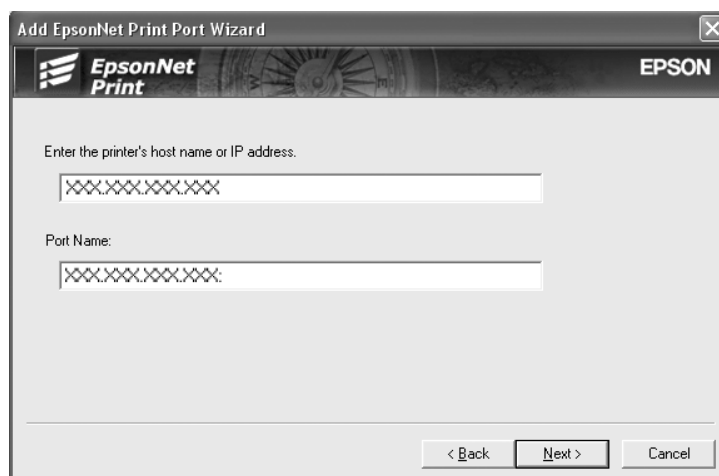 Add EpsonNet Print Port Wizard
EpsonNet
Print
EPSON
Enter the printer's host name or IP address.
XXX.XXX.XXX.XXX
Port Name:
XXX.XXX.XXX.XXX:
< Back
Next >
Cancel